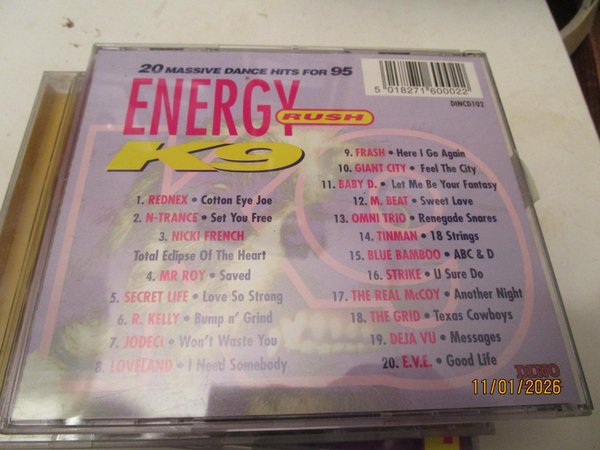 20 MASSIVE DANCE HITS FOR 95
5 018271 600022
DINCD102
ENERGY
RUSH
K9
1. REDNEX • Cotton Eye Joe
2. N-TRANCE • Set You Free
3. NICKI FRENCH
Total Eclipse Of The Heart
4. MR ROY • Saved
5. SECRET LIFE • Love So Strong
6. R. KELLY • Bump n' Grind
7. JODECI • Won't Waste You
8. LOVELAND • I Need Somebody
9. FRASH • Here I Go Again
10. GIANT CITY • Feel The City
11. BABY D. • Let Me Be Your Fantasy
12. M. BEAT • Sweet Love
13. OMNI TRIO • Renegade Snares
14. TINMAN • 18 Strings
15. BLUE BAMBOO • ABC & D
16. STRIKE • U Sure Do
17. THE REAL McCOY • Another Night
18. THE GRID • Texas Cowboys
19. DEJA VU • Messages
20. E.V.E. • Good Life
DINO
11/01/2026